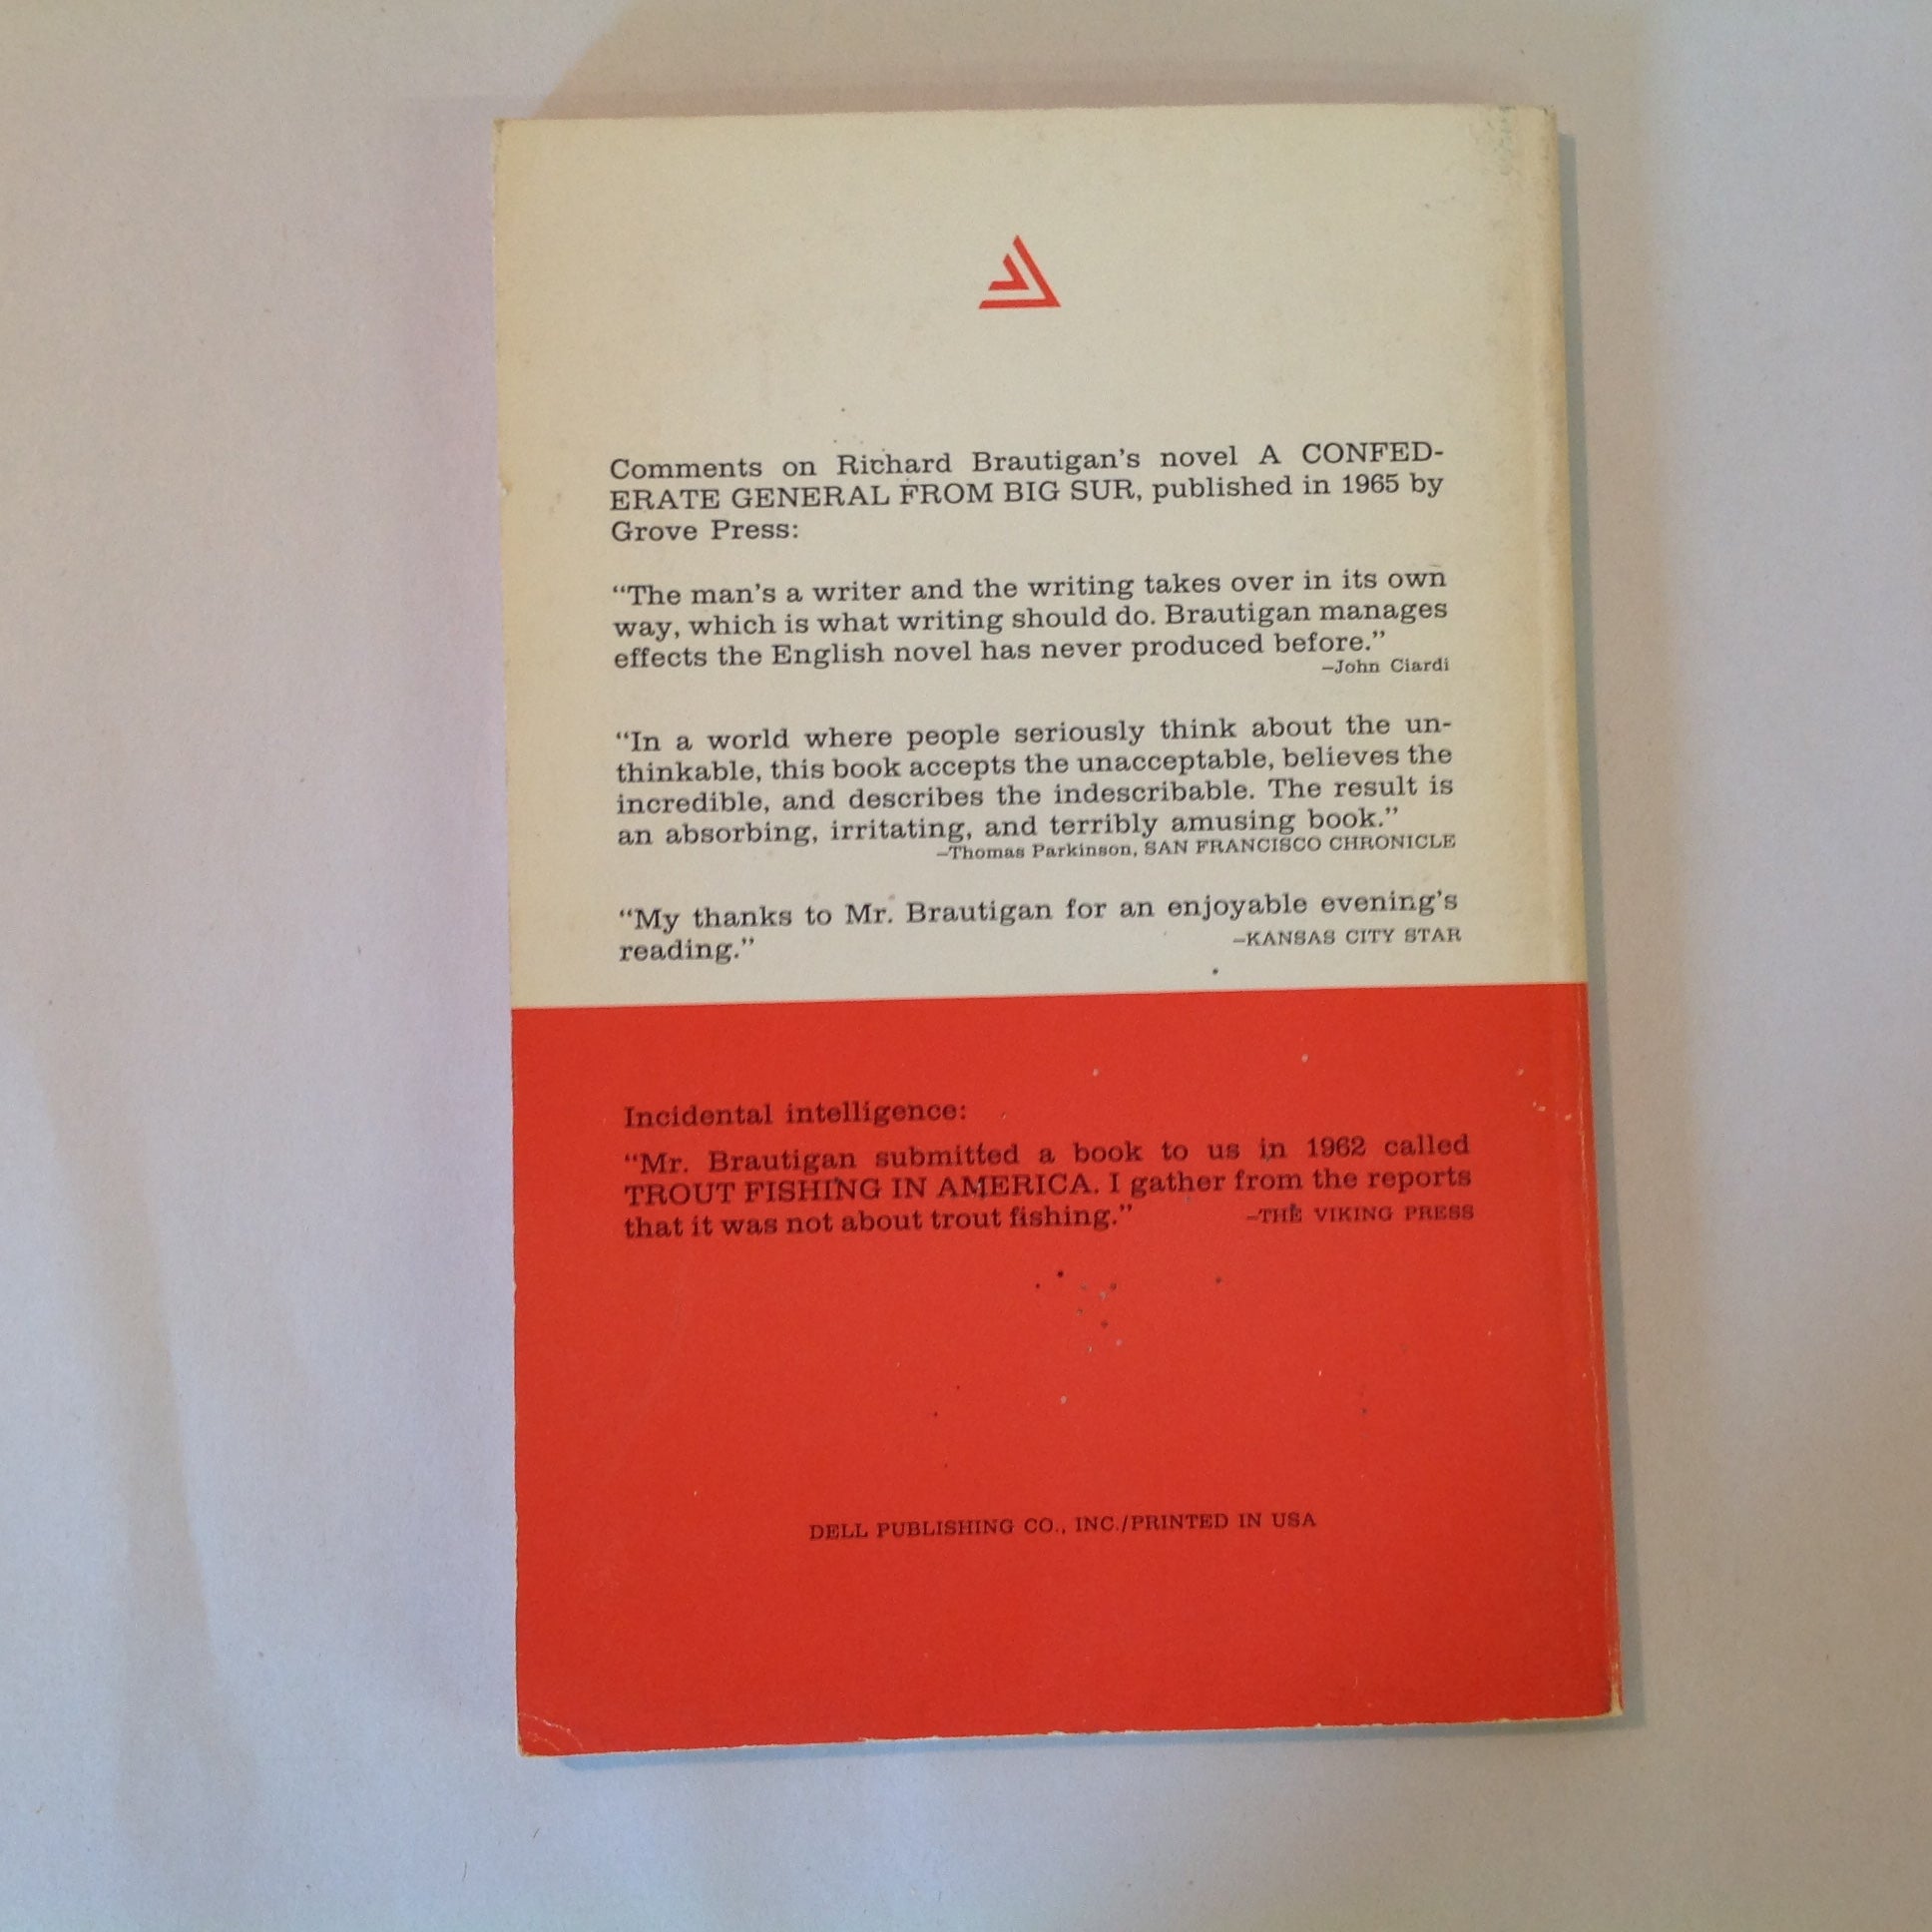 Comments on Richard Brautigan’s novel A CONFED-
ERATE GENERAL FROM BIG SUR, published in 1965 by
Grove Press:
“The man’s a writer and the writing takes over in its own
way, which is what writing should do. Brautigan manages
effects the English novel has never produced before.”
–John Ciardi
“In a world where people seriously think about the un-
thinkable, this book accepts the unacceptable, believes the
incredible, and describes the indescribable. The result is
an absorbing, irritating, and terribly amusing book.”
–Thomas Parkinson, SAN FRANCISCO CHRONICLE
“My thanks to Mr. Brautigan for an enjoyable evening’s
reading.” –KANSAS CITY STAR
Incidental intelligence:
“Mr. Brautigan submitted a book to us in 1962 called
TROUT FISHING IN AMERICA. I gather from the reports
that it was not about trout fishing.” –THE VIKING PRESS
DELL PUBLISHING CO., INC./PRINTED IN USA